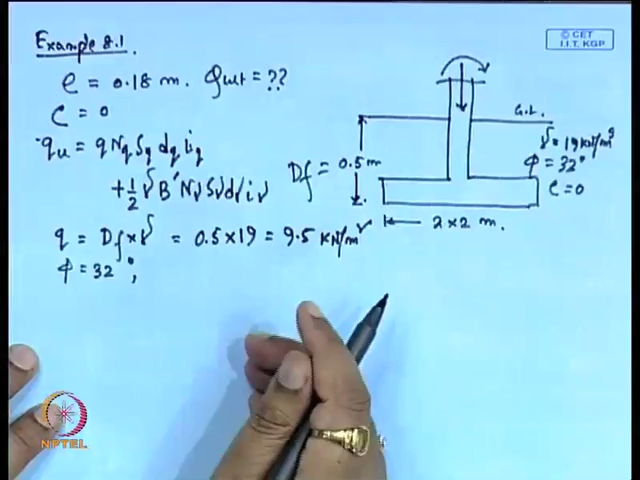 Example 8.1.
© CET
I.I.T. KGP
e = 0.18 m. Qult = ??
C = 0
qu = qNq Sq dq iq
+ 1/2 γ B' Nγ Sγ dγ iγ
q = Df × γ = 0.5 × 19 = 9.5 KN/m²
φ = 32°;
G.L.
γ = 19 KN/m³
φ = 32°
C = 0
Df = 0.5 m
2 × 2 m.
NPTEL